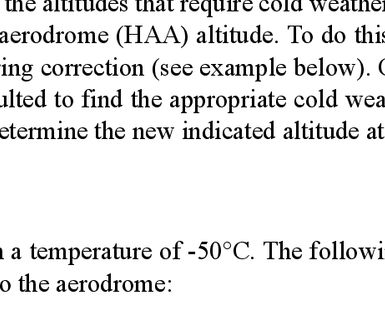 the altitudes that require cold weather
aerodrome (HAA) altitude. To do this
ring correction (see example below).
ulted to find the appropriate cold wea
etermine the new indicated altitude at
a temperature of -50°C. The followi
o the aerodrome: